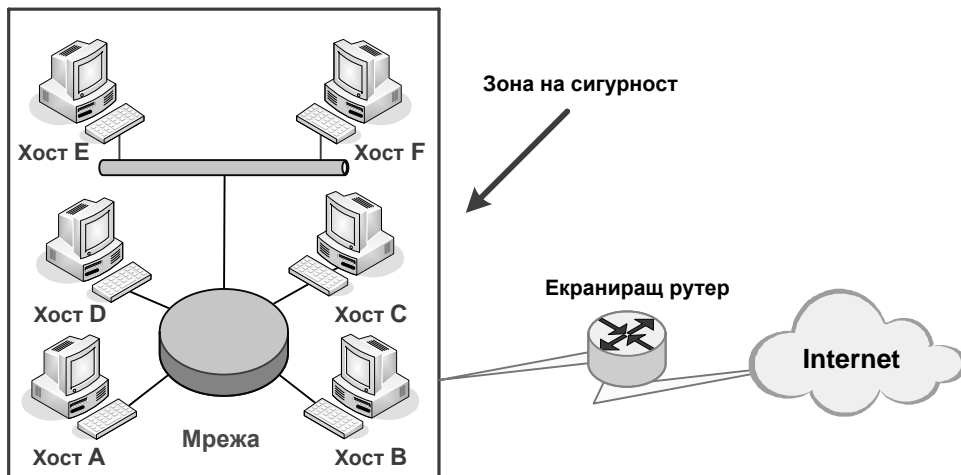 Зона на сигурност
Хост E
Хост F
Хост D
Хост C
Екраниращ рутер
Internet
Мрежа
Хост A
Хост B